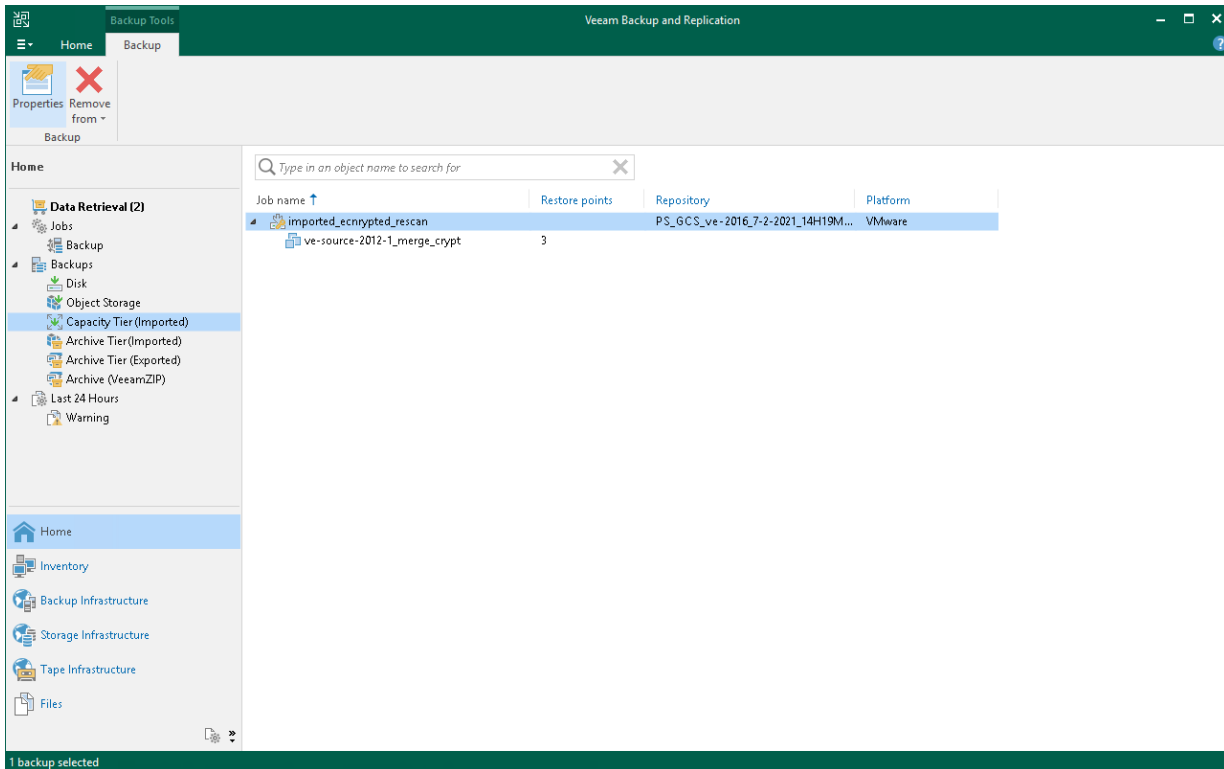 Backup Tools
Veeam Backup and Replication
Home
Backup
?
Properties
Remove
from
Backup
Home
Type in an object name to search for
Data Retrieval (2)
Jobs
Backup
Backups
Disk
Object Storage
Capacity Tier (Imported)
Archive Tier(Imported)
Archive Tier (Exported)
Archive (VeeamZIP)
Last 24 Hours
Warning
Job name
Restore points
Repository
Platform
imported_ecnrypted_rescan
PS_GCS_ve-2016_7-2-2021_14H19M...
VMware
ve-source-2012-1_merge_crypt
3
Home
Inventory
Backup Infrastructure
Storage Infrastructure
Tape Infrastructure
Files
1 backup selected